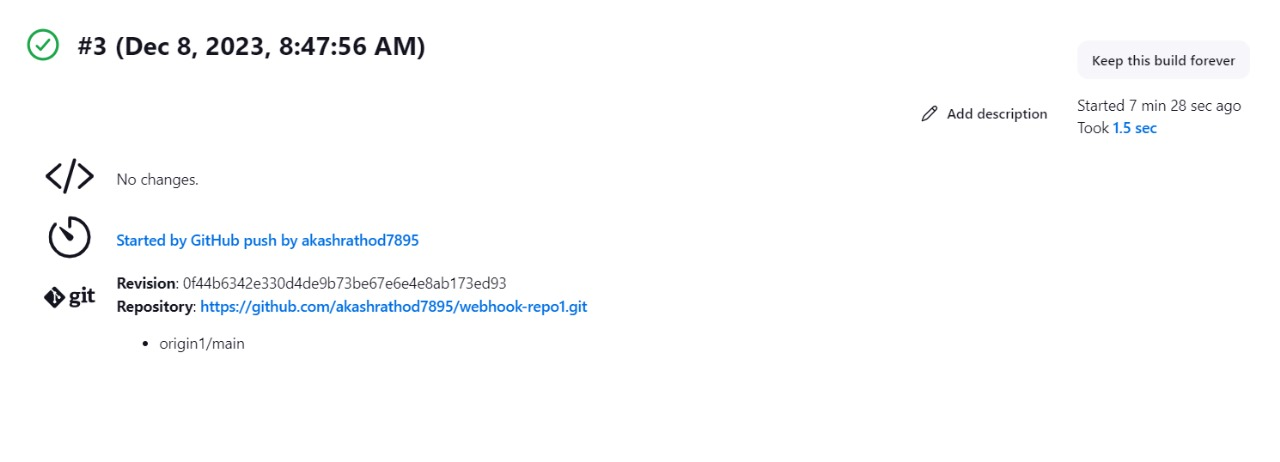 #3 (Dec 8, 2023, 8:47:56 AM)
Keep this build forever
Add description
Started 7 min 28 sec ago
Took 1.5 sec
</>
No changes.
Started by GitHub push by akashrathod7895
git
Revision: 0f44b6342e330d4de9b73be67e6e4e8ab173ed93
Repository: https://github.com/akashrathod7895/webhook-repo1.git
• origin1/main